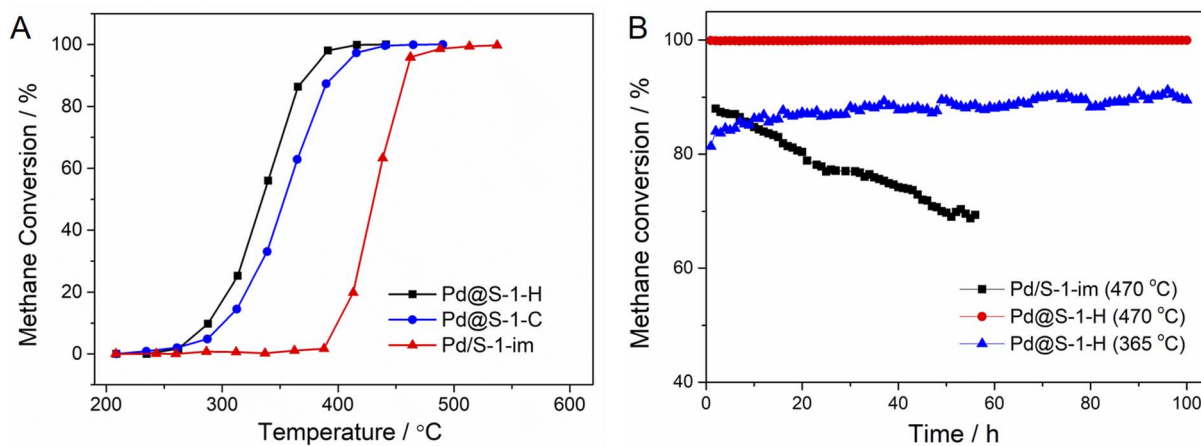 A
Methane Conversion / %
100
80
60
40
20
0
Pd@S-1-H
Pd@S-1-C
Pd/S-1-im
200
300
400
500
600
Temperature / °C
B
Methane conversion / %
100
80
60
40
Pd/S-1-im (470 °C)
Pd@S-1-H (470 °C)
Pd@S-1-H (365 °C)
0
20
40
60
80
100
Time / h